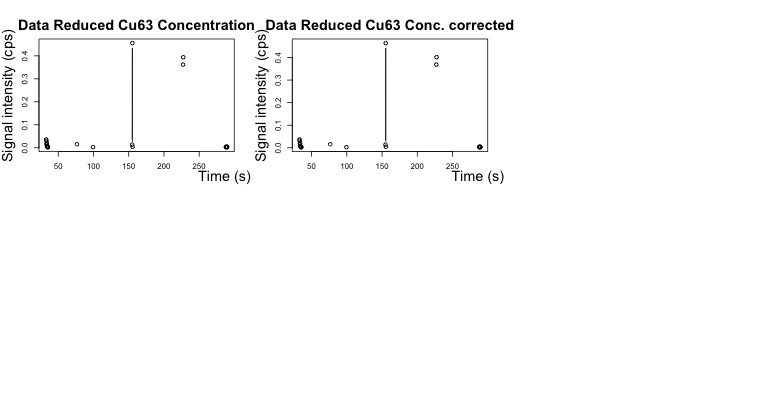 Data Reduced Cu63 Concentration
Signal intensity (cps)
0.0 0.1 0.2 0.3 0.4
50 100 150 200 250
Time (s)
Data Reduced Cu63 Conc. corrected
Signal intensity (cps)
0.0 0.1 0.2 0.3 0.4
50 100 150 200 250
Time (s)